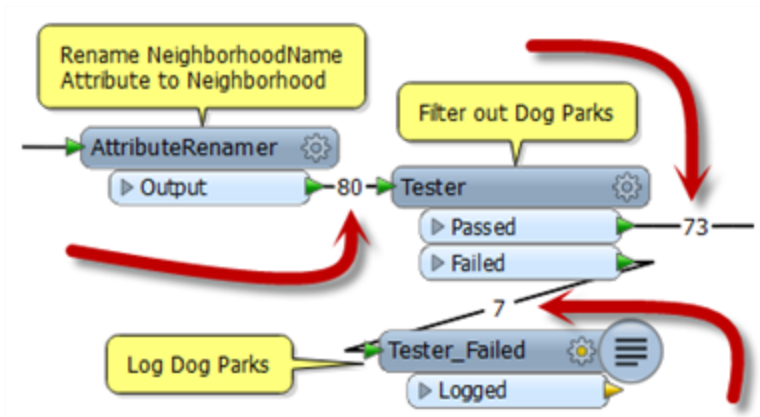 Rename NeighborhoodName
Attribute to Neighborhood
Filter out Dog Parks
AttributeRenamer
Output
80
Tester
Passed
73
Failed
7
Log Dog Parks
Tester_Failed
Logged